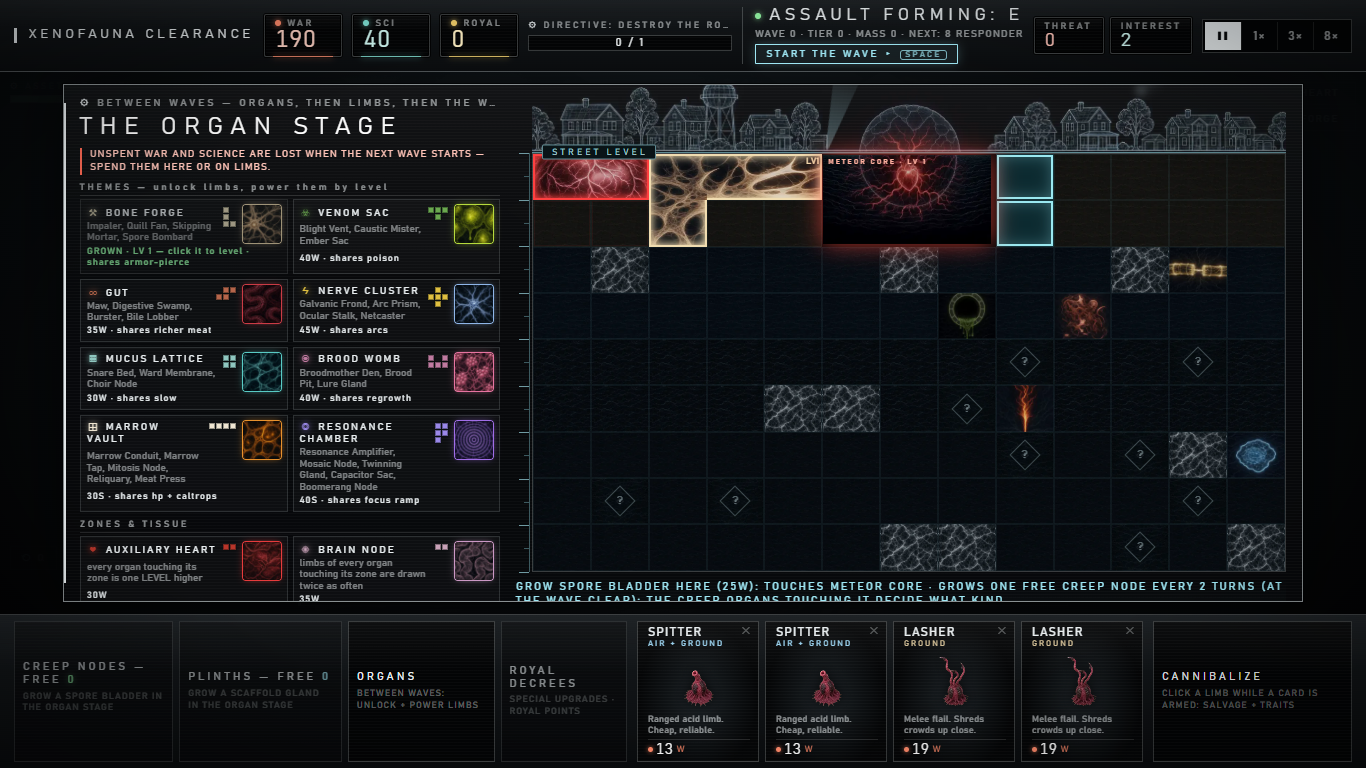 XENOFAUNA CLEARANCE
WAR
190
SCI
40
ROYAL
0
DIRECTIVE: DESTROY THE RO…
0 / 1
ASSAULT FORMING: E
WAVE 0 · TIER 0 · MASS 0 · NEXT: 8 RESPONDER
START THE WAVE ▸ SPACE
THREAT
0
INTEREST
2
1×
3×
8×
BETWEEN WAVES — ORGANS, THEN LIMBS, THEN THE W…
THE ORGAN STAGE
UNSPENT WAR AND SCIENCE ARE LOST WHEN THE NEXT WAVE STARTS —
SPEND THEM HERE OR ON LIMBS.
THEMES — unlock limbs, power them by level
BONE FORGE
Impaler, Quill Fan, Skipping
Mortar, Spore Bombard
GROWN · LV 1 — click it to level ·
shares armor-pierce
VENOM SAC
Blight Vent, Caustic Mister,
Ember Sac
40W · shares poison
GUT
Maw, Digestive Swamp,
Burster, Bile Lobber
35W · shares richer meat
NERVE CLUSTER
Galvanic Frond, Arc Prism,
Ocular Stalk, Netcaster
45W · shares arcs
MUCUS LATTICE
Snare Bed, Ward Membrane,
Choir Node
30W · shares slow
BROOD WOMB
Broodmother Den, Brood
Pit, Lure Gland
40W · shares regrowth
MARROW
VAULT
Marrow Conduit, Marrow
Tap, Mitosis Node,
Reliquary, Meat Press
30S · shares hp + caltrops
RESONANCE
CHAMBER
Resonance Amplifier,
Mosaic Node, Twinning
Gland, Capacitor Sac,
Boomerang Node
40S · shares focus ramp
ZONES & TISSUE
AUXILIARY HEART
every organ touching its
zone is one LEVEL higher
30W
BRAIN NODE
limbs of every organ
touching its zone are drawn
twice as often
35W
STREET LEVEL
METEOR CORE · LV 1
?
?
?
?
?
?
?
?
?
GROW SPORE BLADDER HERE (25W): TOUCHES METEOR CORE · GROWS ONE FREE CREEP NODE EVERY 2 TURNS (AT
THE WAVE CLEAR); THE CREEP ORGANS TOUCHING IT DECIDE WHAT KIND
CREEP NODES —
FREE 0
GROW A SPORE BLADDER IN
THE ORGAN STAGE
PLINTHS — FREE 0
GROW A SCAFFOLD GLAND
IN THE ORGAN STAGE
ORGANS
BETWEEN WAVES:
UNLOCK + POWER LIMBS
ROYAL
DECREES
SPECIAL UPGRADES ·
ROYAL POINTS
SPITTER
AIR + GROUND
Ranged acid limb.
Cheap, reliable.
13 W
SPITTER
AIR + GROUND
Ranged acid limb.
Cheap, reliable.
13 W
LASHER
GROUND
Melee flail. Shreds
crowds up close.
19 W
LASHER
GROUND
Melee flail. Shreds
crowds up close.
19 W
CANNIBALIZE
CLICK A LIMB WHILE A CARD IS
ARMED: SALVAGE + TRAITS